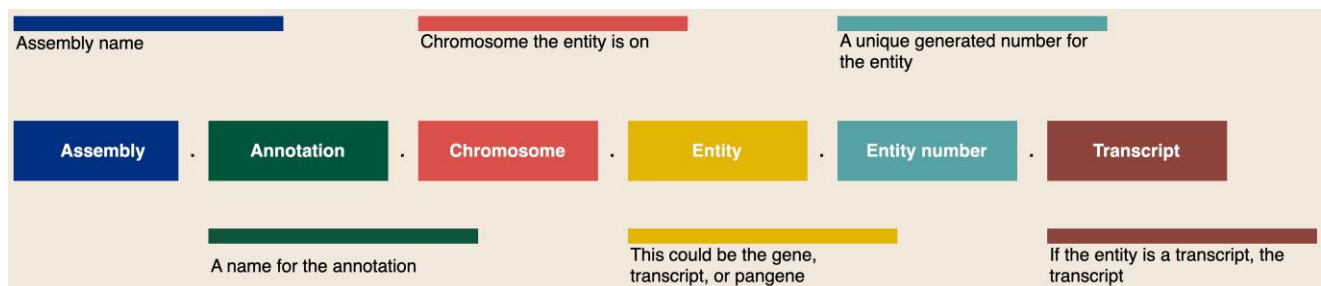 Assembly name
Chromosome the entity is on
A unique generated number for
the entity
Assembly . Annotation . Chromosome . Entity . Entity number . Transcript
A name for the annotation
This could be the gene,
transcript, or pangene
If the entity is a transcript, the
transcript